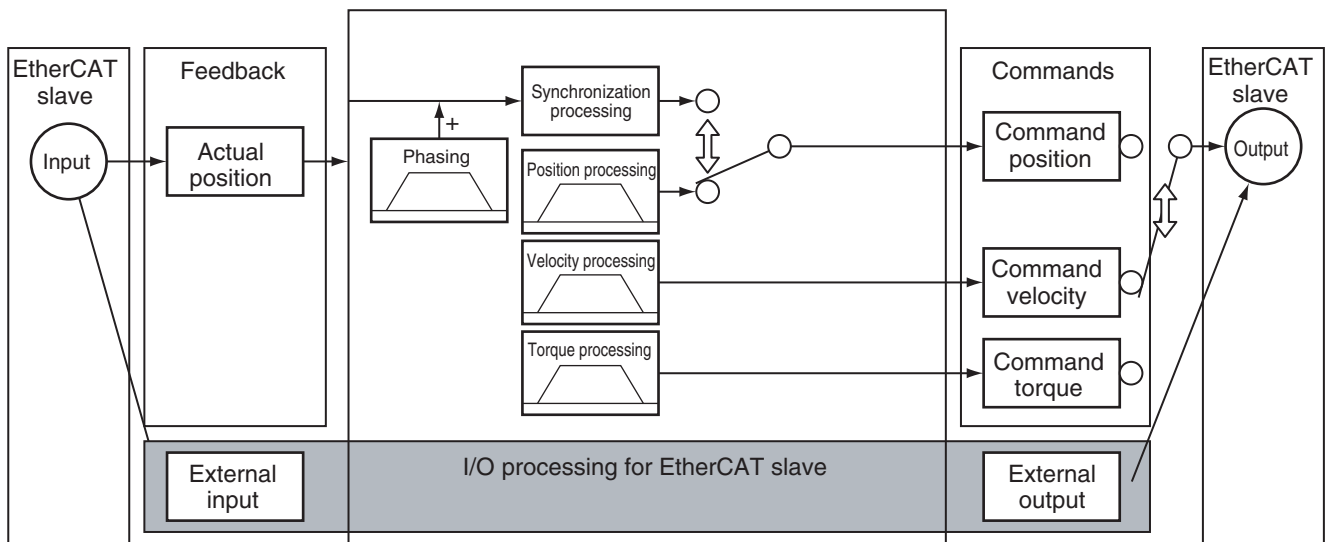 EtherCAT
slave
Input
Feedback
Actual
position
Phasing
+
Synchronization
processing
Position processing
Velocity processing
Torque processing
Commands
Command
position
Command
velocity
Command
torque
EtherCAT
slave
Output
External
input
I/O processing for EtherCAT slave
External
output